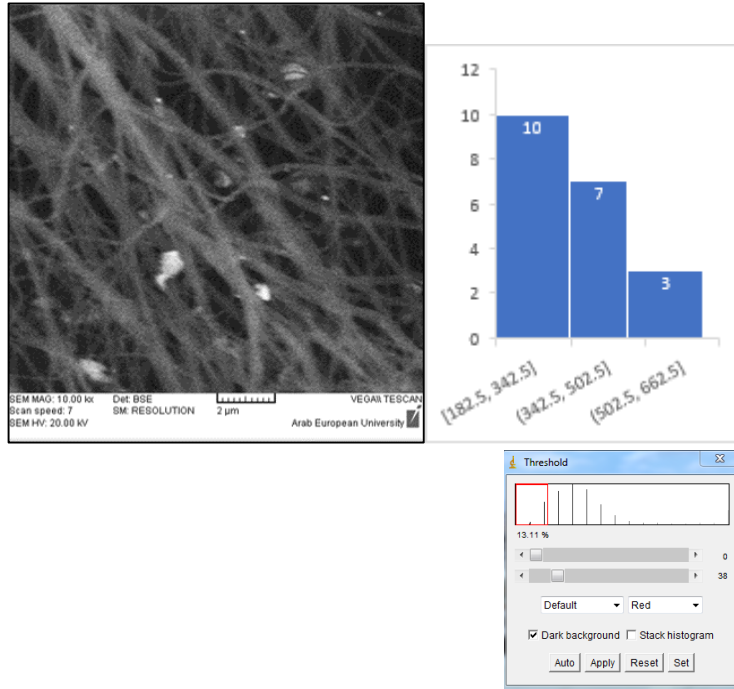 SEM MAG: 10.00 kx Det: BSE VEGA\\ TESCAN
Scan speed: 7 SM: RESOLUTION 2 µm
SEM HV: 20.00 kV Arab European University
12
10
8
6
4
2
0
10
7
3
[182.5, 342.5]
(342.5, 502.5]
(502.5, 662.5]
Threshold
13.11 %
0
38
Default Red
Dark background Stack histogram
Auto Apply Reset Set